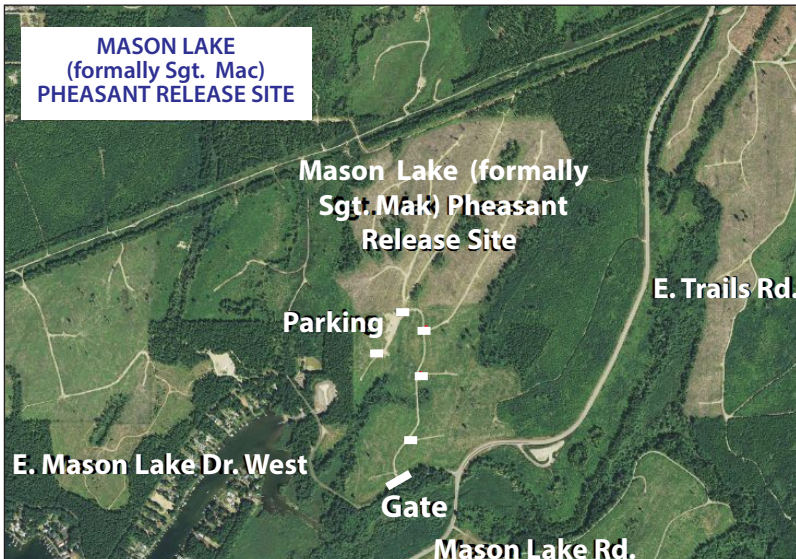 MASON LAKE
(formally Sgt. Mac)
PHEASANT RELEASE SITE
Mason Lake (formally
Sgt. Mak) Pheasant
Release Site
E. Trails Rd.
Parking
E. Mason Lake Dr. West
Gate
Mason Lake Rd.